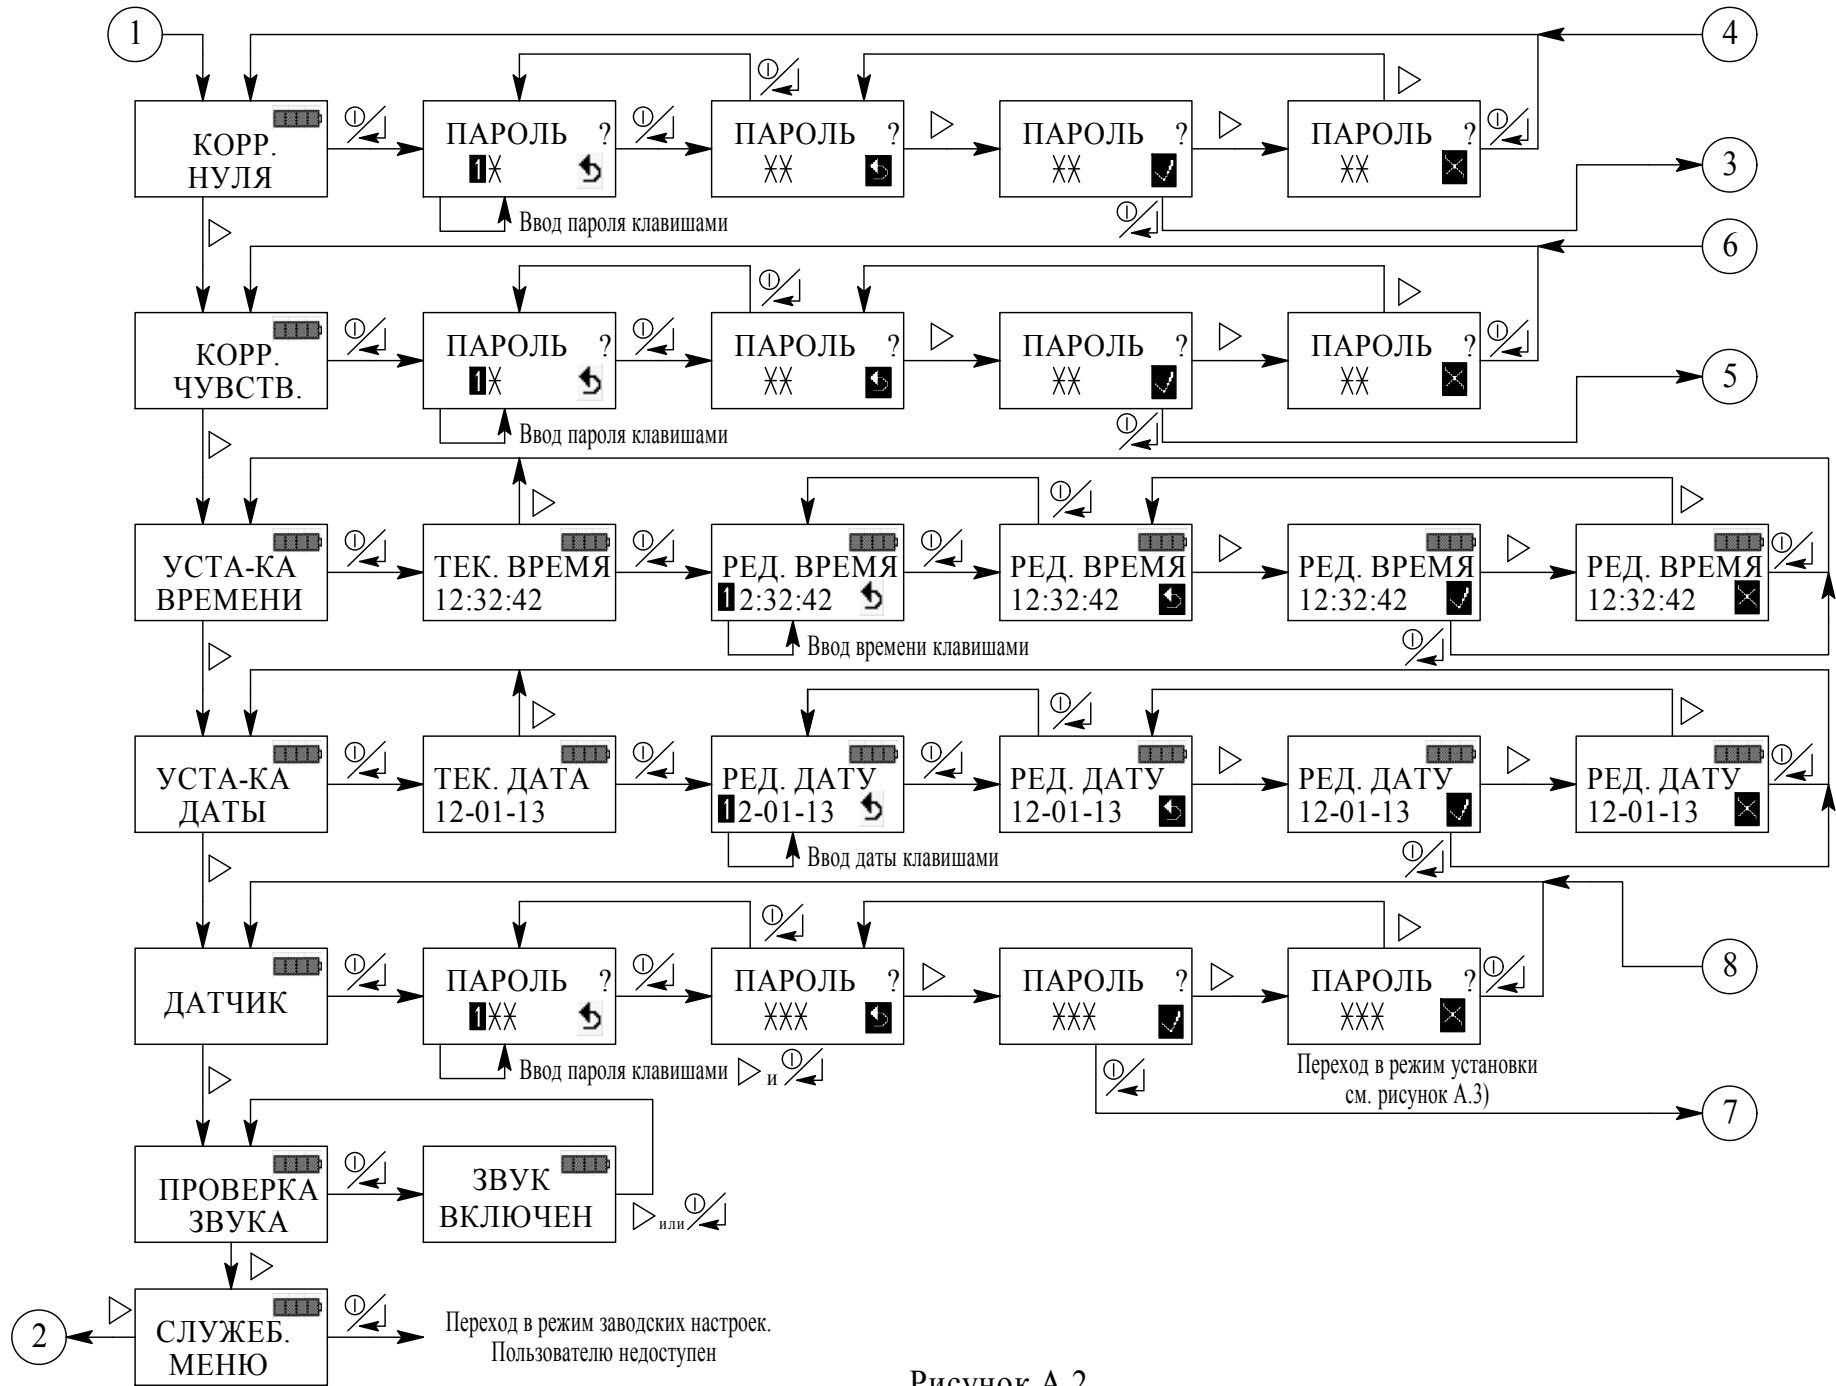 1
4
КОРР.
НУЛЯ
ПАРОЛЬ ?
1*
ПАРОЛЬ ?
**
ПАРОЛЬ ?
**
ПАРОЛЬ ?
**
3
Ввод пароля клавишами
6
КОРР.
ЧУВСТВ.
ПАРОЛЬ ?
1*
ПАРОЛЬ ?
**
ПАРОЛЬ ?
**
ПАРОЛЬ ?
**
5
Ввод пароля клавишами
УСТА-КА
ВРЕМЕНИ
ТЕК. ВРЕМЯ
12:32:42
РЕД. ВРЕМЯ
12:32:42
РЕД. ВРЕМЯ
12:32:42
РЕД. ВРЕМЯ
12:32:42
РЕД. ВРЕМЯ
12:32:42
Ввод времени клавишами
УСТА-КА
ДАТЫ
ТЕК. ДАТА
12-01-13
РЕД. ДАТУ
12-01-13
РЕД. ДАТУ
12-01-13
РЕД. ДАТУ
12-01-13
РЕД. ДАТУ
12-01-13
Ввод даты клавишами
ДАТЧИК
ПАРОЛЬ ?
1**
ПАРОЛЬ ?
***
ПАРОЛЬ ?
***
ПАРОЛЬ ?
***
8
Ввод пароля клавишами и
Переход в режим установки
см. рисунок А.3)
7
ПРОВЕРКА
ЗВУКА
ЗВУК
ВКЛЮЧЕН
или
2
СЛУЖЕБ.
МЕНЮ
Переход в режим заводских настроек.
Пользователю недоступен
Рисунок А.2